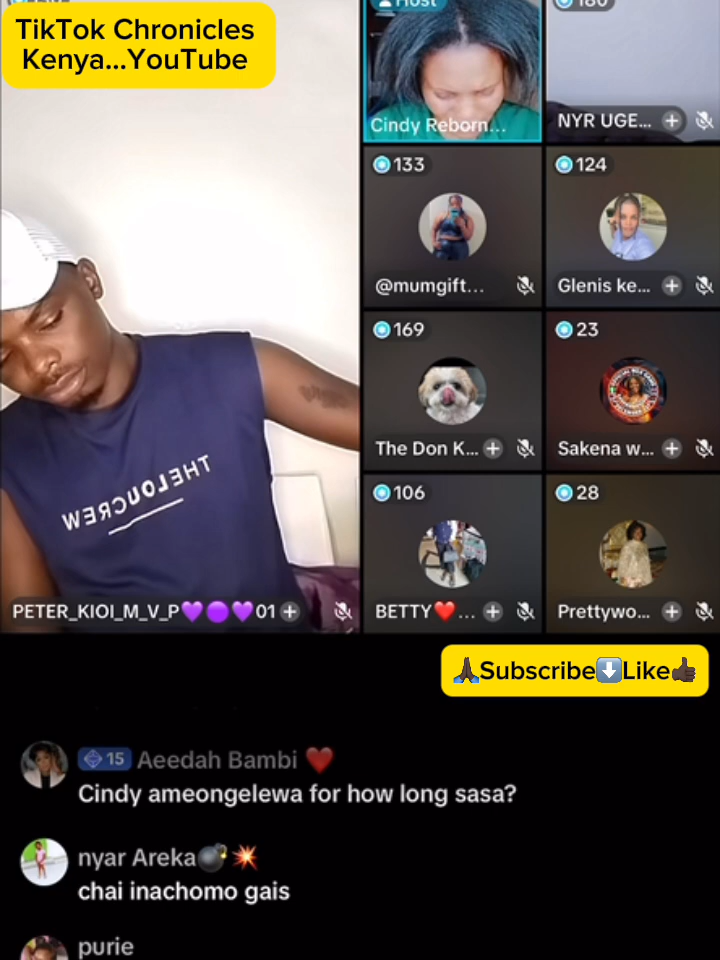 TikTok Chronicles
Kenya...YouTube
Host
Cindy Reborn...
180
NYR UGE...
133
@mumgift...
124
Glenis ke...
169
The Don K...
23
Sakena w...
PETER_KIOI_M_V_P💜🟣💜01
THELOUCREW
106
BETTY❤️...
28
Prettywo...
🙏🏿Subscribe⬇️Like👍🏿
15 Aeedah Bambi ❤️
Cindy ameongelewa for how long sasa?
nyar Areka💣💥
chai inachomo gais
purie